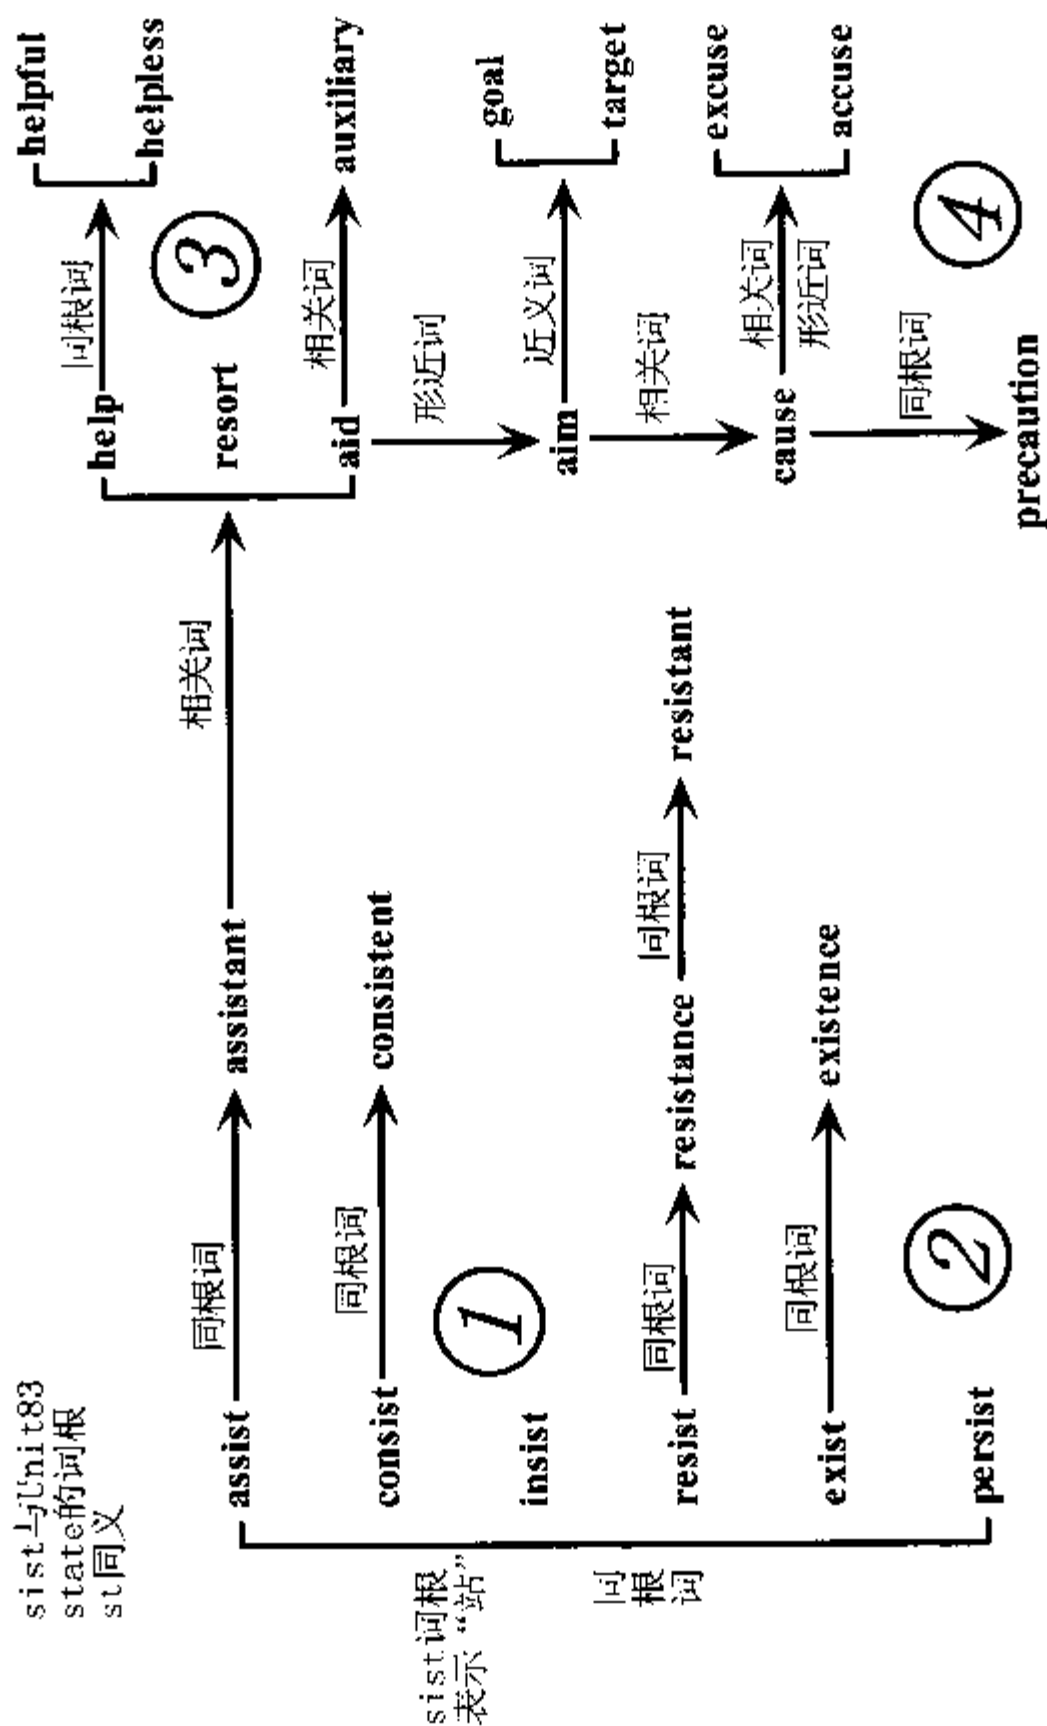 sist与Unit83
state的词根
st同义
sist词根
表示“站”
同
根
词
assist
同根词
assistant
相关词
help
同根词
helpful
helpless
resort
③
aid
相关词
auxiliary
形近词
aim
近义词
goal
target
相关词
cause
相关词
形近词
excuse
accuse
同根词
precaution
④
consist
同根词
consistent
①
insist
resist
同根词
resistance
同根词
resistant
exist
同根词
existence
②
persist